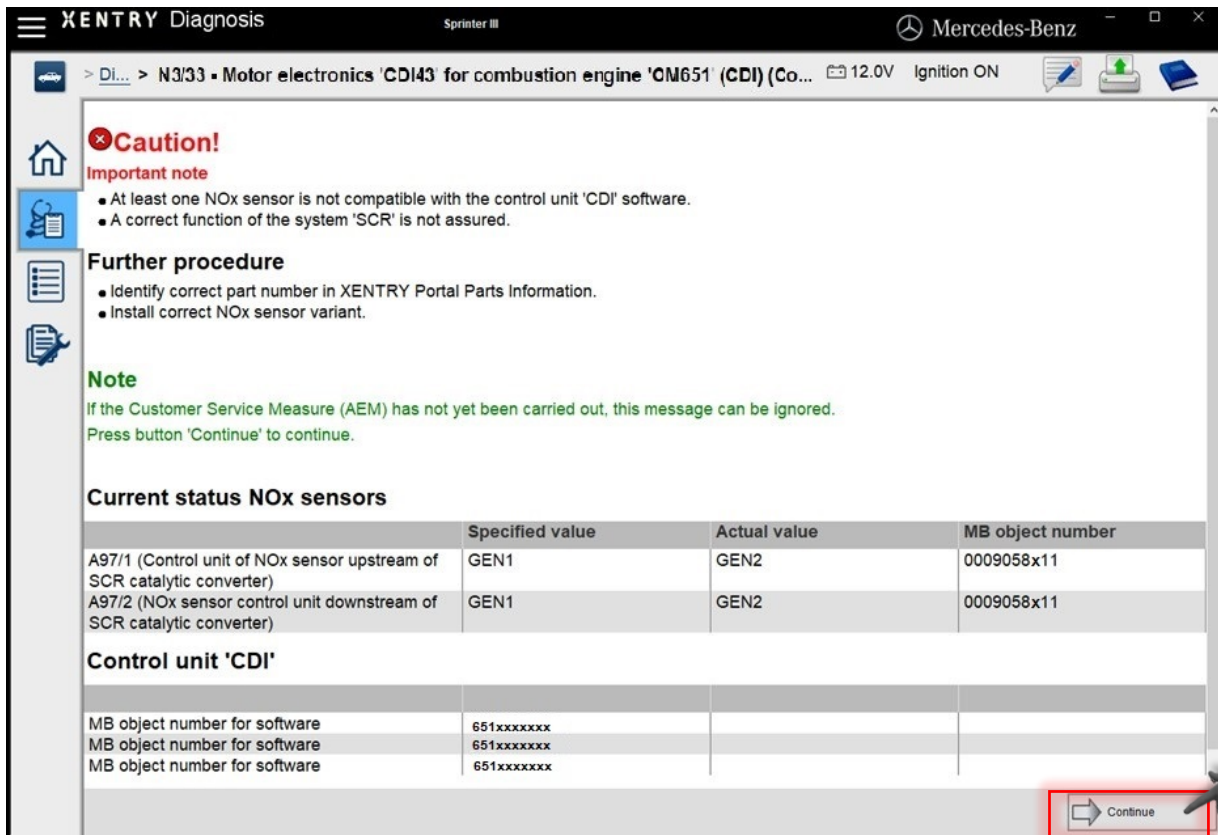 XENTRY Diagnosis
Sprinter III
Mercedes-Benz
> Di... > N3/33 - Motor electronics 'CDI43' for combustion engine 'OM651' (CDI) (Co...
12.0V
Ignition ON
Caution!
Important note
• At least one NOx sensor is not compatible with the control unit 'CDI' software.
• A correct function of the system 'SCR' is not assured.
Further procedure
• Identify correct part number in XENTRY Portal Parts Information.
• Install correct NOx sensor variant.
Note
If the Customer Service Measure (AEM) has not yet been carried out, this message can be ignored.
Press button 'Continue' to continue.
Current status NOx sensors
Specified value Actual value MB object number
A97/1 (Control unit of NOx sensor upstream of GEN1 GEN2 0009058x11
SCR catalytic converter)
A97/2 (NOx sensor control unit downstream of GEN1 GEN2 0009058x11
SCR catalytic converter)
Control unit 'CDI'
MB object number for software 651xxxxxxx
MB object number for software 651xxxxxxx
MB object number for software 651xxxxxxx
Continue